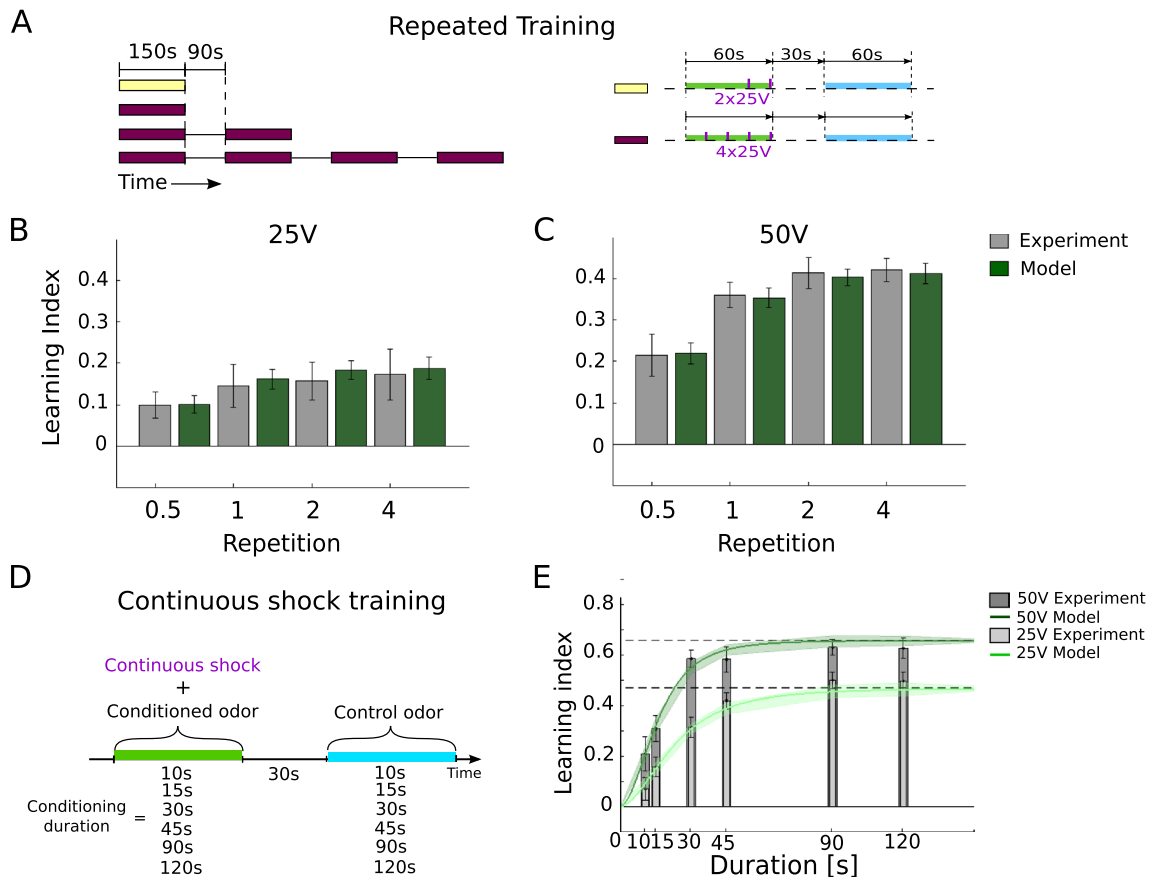 A
Repeated Training
150s 90s
Time
60s 30s 60s
2x25V
4x25V
B
25V
Learning Index
0.4
0.3
0.2
0.1
0
0.5 1 2 4
Repetition
C
50V
0.4
0.3
0.2
0.1
0
0.5 1 2 4
Repetition
Experiment
Model
D
Continuous shock training
Continuous shock
+
Conditioned odor
Control odor
10s 30s 10s Time
15s 15s
Conditioning duration = 30s 30s
45s 45s
90s 90s
120s 120s
E
Learning index
0.8
0.6
0.4
0.2
0
0 10 15 30 45 90 120
Duration [s]
50V Experiment
50V Model
25V Experiment
25V Model